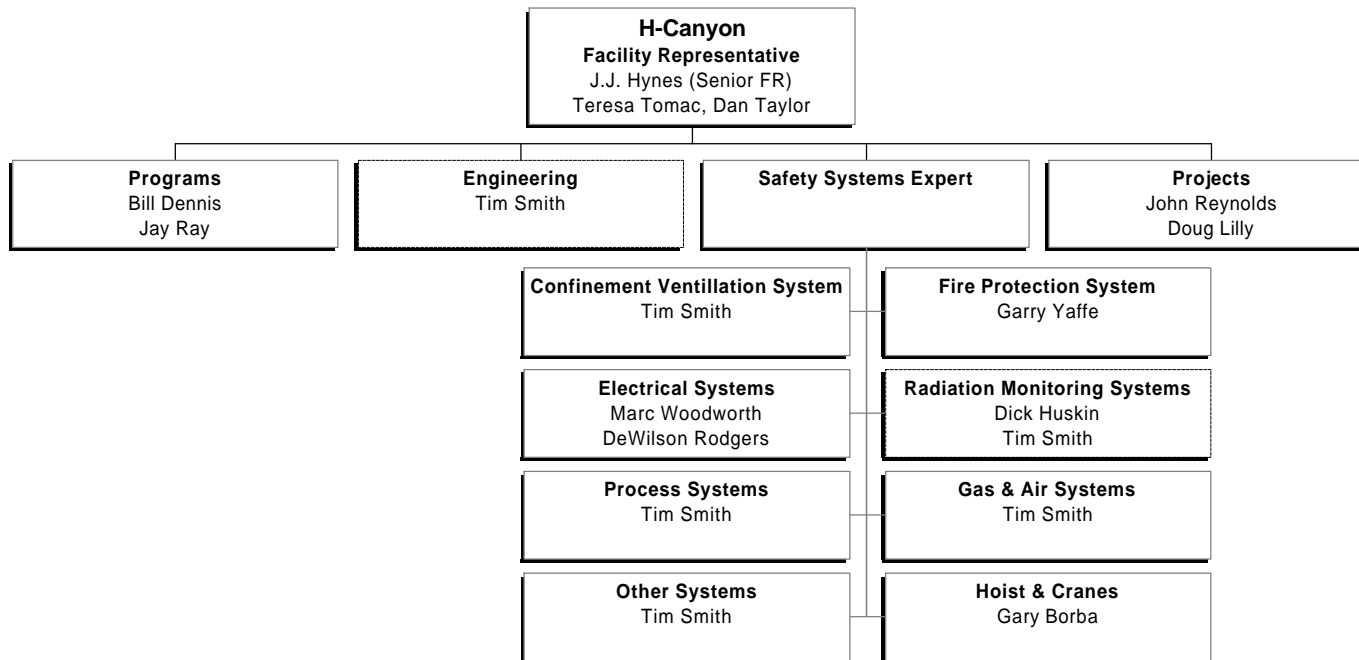 H-Canyon
Facility Representative
J.J. Hynes (Senior FR)
Teresa Tomac, Dan Taylor
Programs
Bill Dennis
Jay Ray
Engineering
Tim Smith
Safety Systems Expert
Projects
John Reynolds
Doug Lilly
Confinement Ventillation System
Tim Smith
Fire Protection System
Garry Yaffe
Electrical Systems
Marc Woodworth
DeWilson Rodgers
Radiation Monitoring Systems
Dick Huskin
Tim Smith
Process Systems
Tim Smith
Gas & Air Systems
Tim Smith
Other Systems
Tim Smith
Hoist & Cranes
Gary Borba